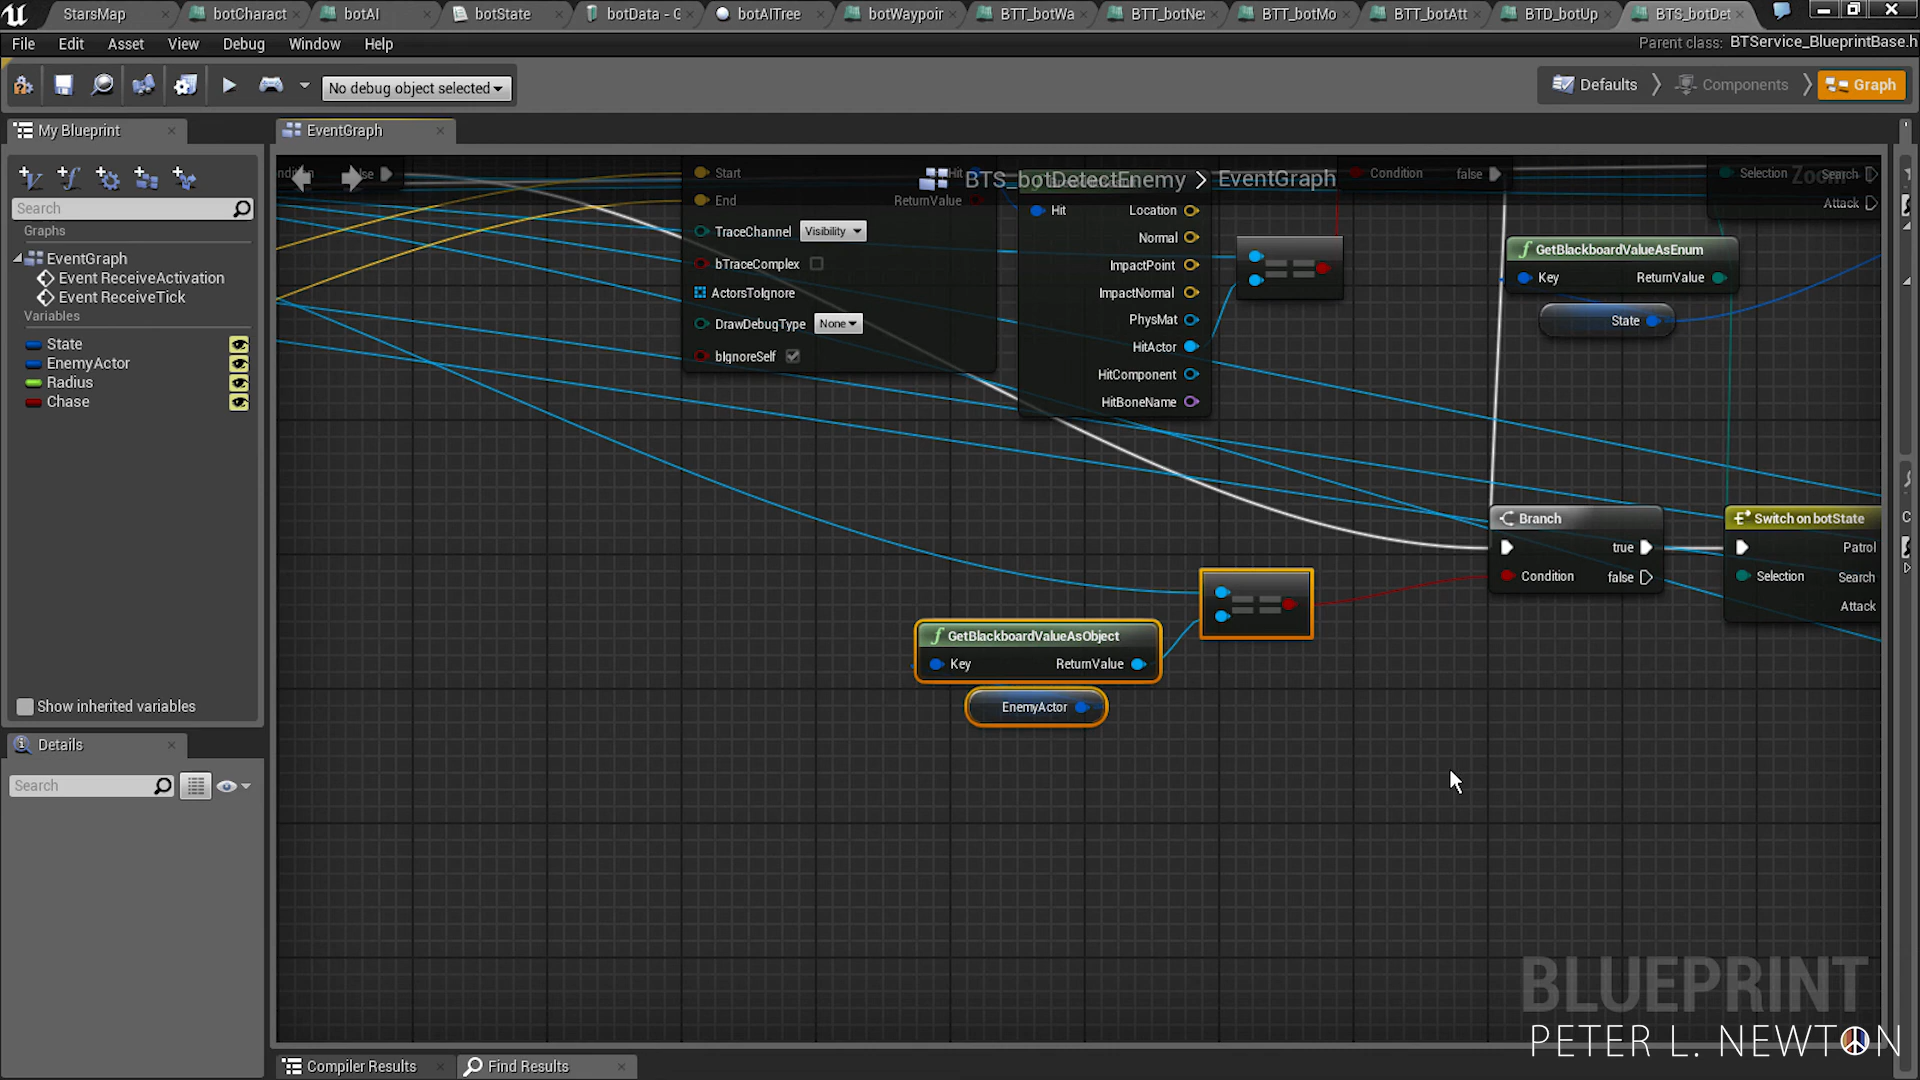 StarsMap botCharact botAI botState botData - G botAITree botWaypoir BTT_botWa BTT_botNe BTT_botMo BTT_botAtt BTD_botUp BTS_botDet
File Edit Asset View Debug Window Help Parent class: BTService_BlueprintBase.h
No debug object selected Defaults Components Graph
My Blueprint EventGraph
Search
Graphs
EventGraph
Event ReceiveActivation
Event ReceiveTick
Variables
State
EnemyActor
Radius
Chase
Show inherited variables
Details
Search
BTS_botDetectEnemy > EventGraph
Start Hit
End ReturnValue
TraceChannel Visibility
bTraceComplex
ActorsToIgnore
DrawDebugType None
bIgnoreSelf
Hit Location
Normal
ImpactPoint
ImpactNormal
PhysMat
HitActor
HitComponent
HitBoneName
Condition false
Selection Search
Attack
GetBlackboardValueAsEnum
Key ReturnValue
State
Branch
true
Condition false
Switch on botState
Patrol
Selection Search
Attack
GetBlackboardValueAsObject
Key ReturnValue
EnemyActor
BLUEPRINT
PETER L. NEWTON
Compiler Results Find Results